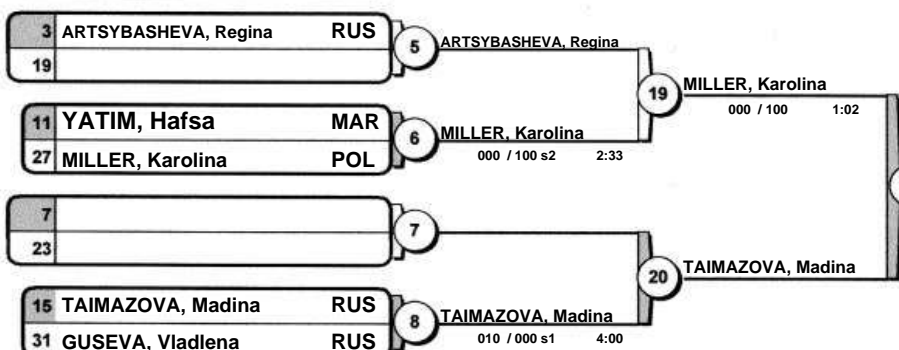 3 ARTSYBASHEVA, Regina RUS
19
5
ARTSYBASHEVA, Regina
11 YATIM, Hafsa MAR
27 MILLER, Karolina POL
6
MILLER, Karolina
000 / 100 s2 2:33
19
MILLER, Karolina
000 / 100 1:02
7
23
7
15 TAIMAZOVA, Madina RUS
31 GUSEVA, Vladlena RUS
8
TAIMAZOVA, Madina
010 / 000 s1 4:00
20
TAIMAZOVA, Madina